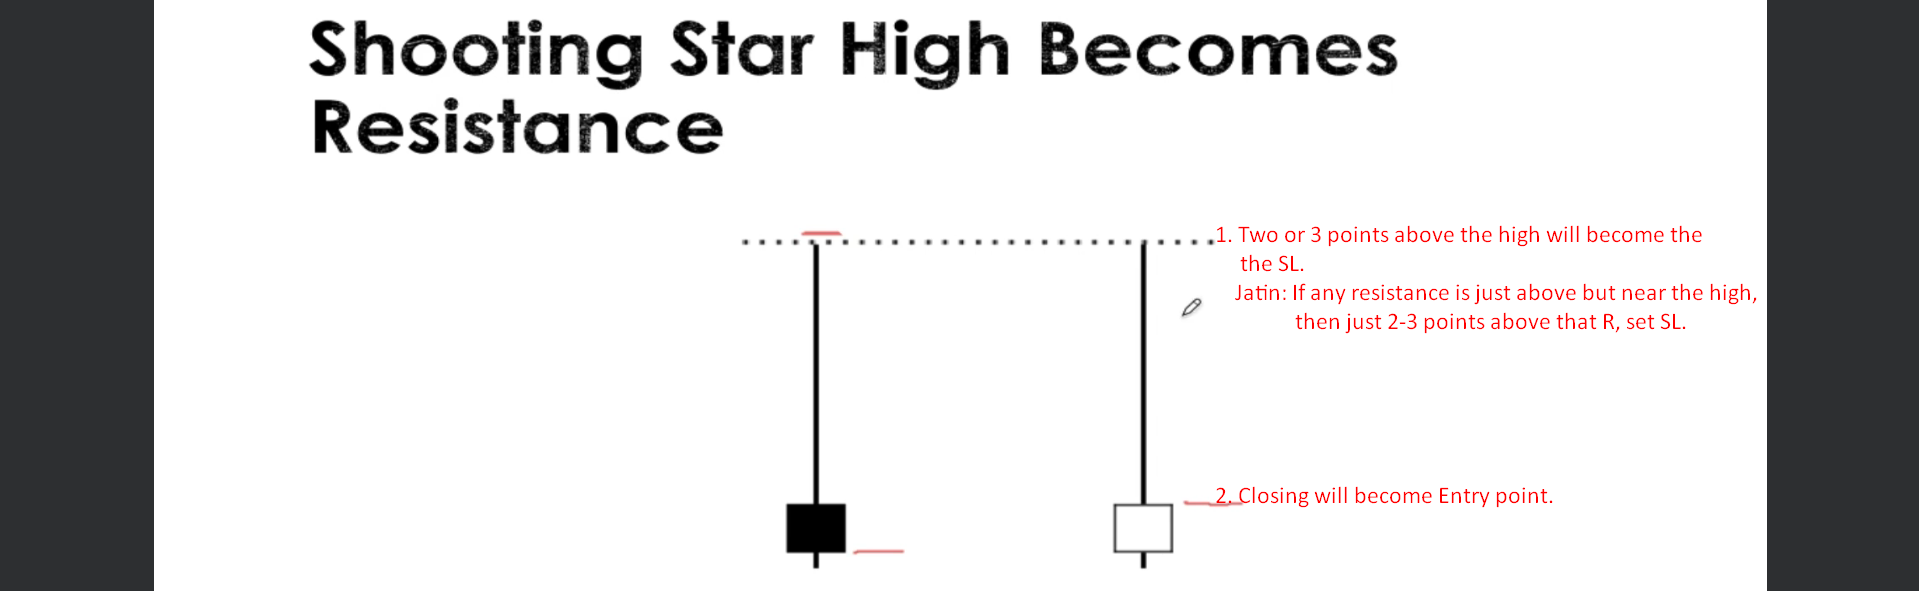 Shooting Star High Becomes
Resistance
1. Two or 3 points above the high will become the
the SL.
Jatin: If any resistance is just above but near the high,
then just 2-3 points above that R, set SL.
2. Closing will become Entry point.